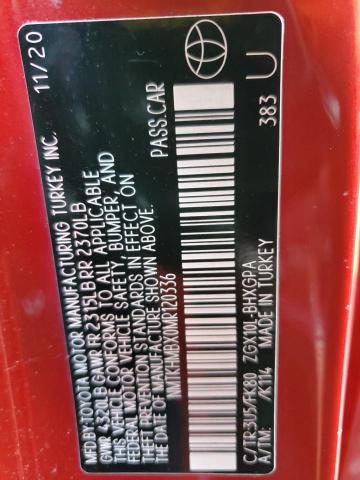 MFD.BY:TOYOTA MOTOR MANUFACTURING TURKEY INC. 11/20
GVWR 4520LB GAWR FR 2315LB RR 2370LB
THIS VEHICLE CONFORMS TO ALL APPLICABLE
FEDERAL MOTOR VEHICLE SAFETY, BUMPER, AND
THEFT PREVENTION STANDARDS IN EFFECT ON
THE DATE OF MANUFACTURE SHOWN ABOVE.
NMTKHMBX0MR120336 PASS.CAR
C/TR:3U5/FK80 ZGX10L-BHXGPA
A/TM: /K114 MADE IN TURKEY 383 U